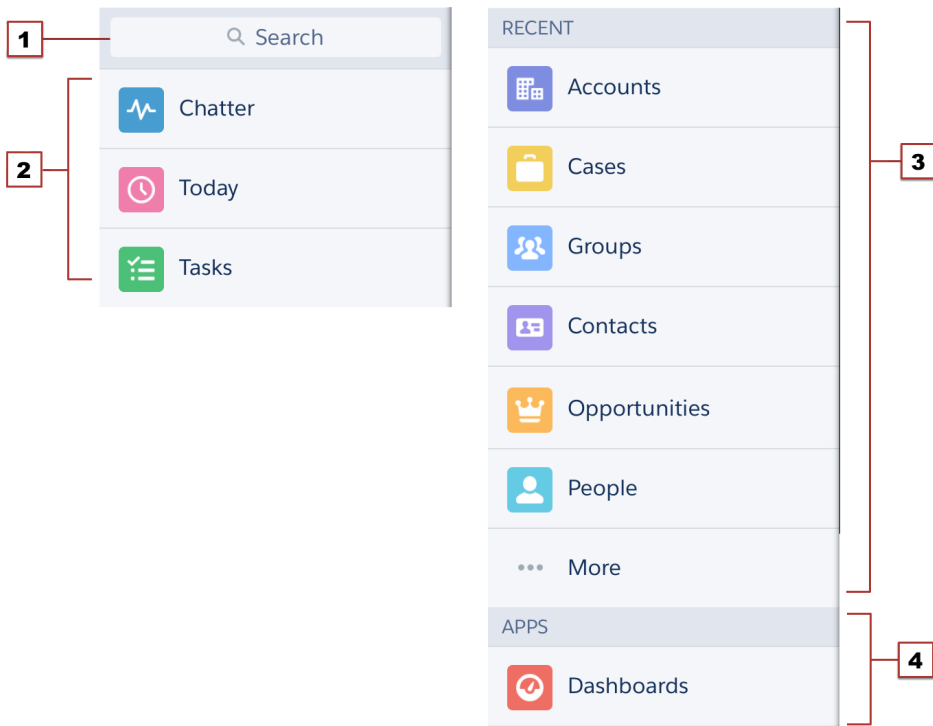 1
Search
2
Chatter
Today
Tasks
RECENT
Accounts
Cases
Groups
Contacts
Opportunities
People
More
3
APPS
Dashboards
4